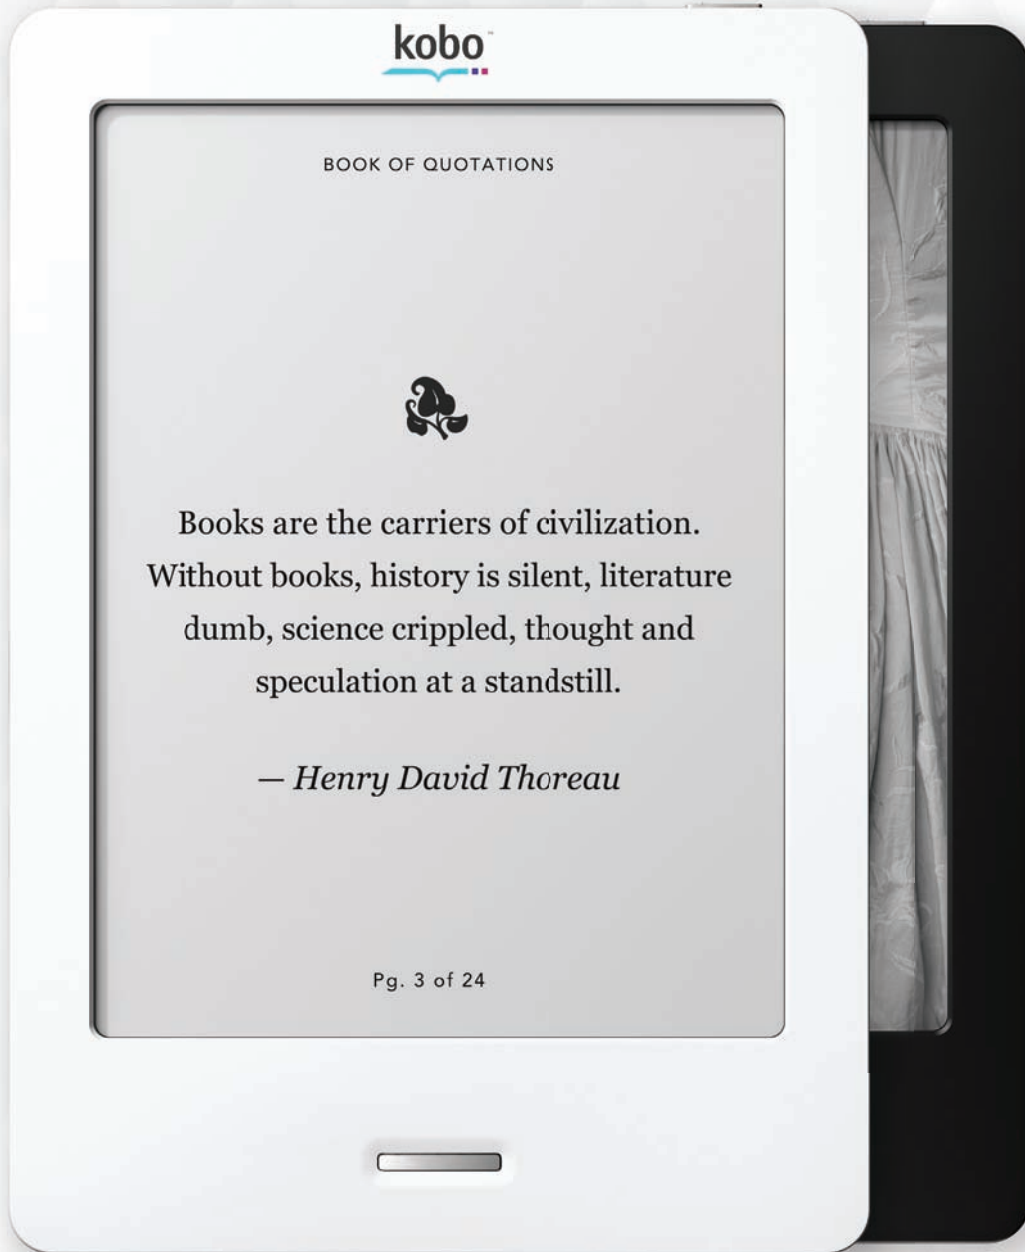 kobo™
BOOK OF QUOTATIONS
Books are the carriers of civilization.
Without books, history is silent, literature
dumb, science crippled, thought and
speculation at a standstill.
— Henry David Thoreau
Pg. 3 of 24